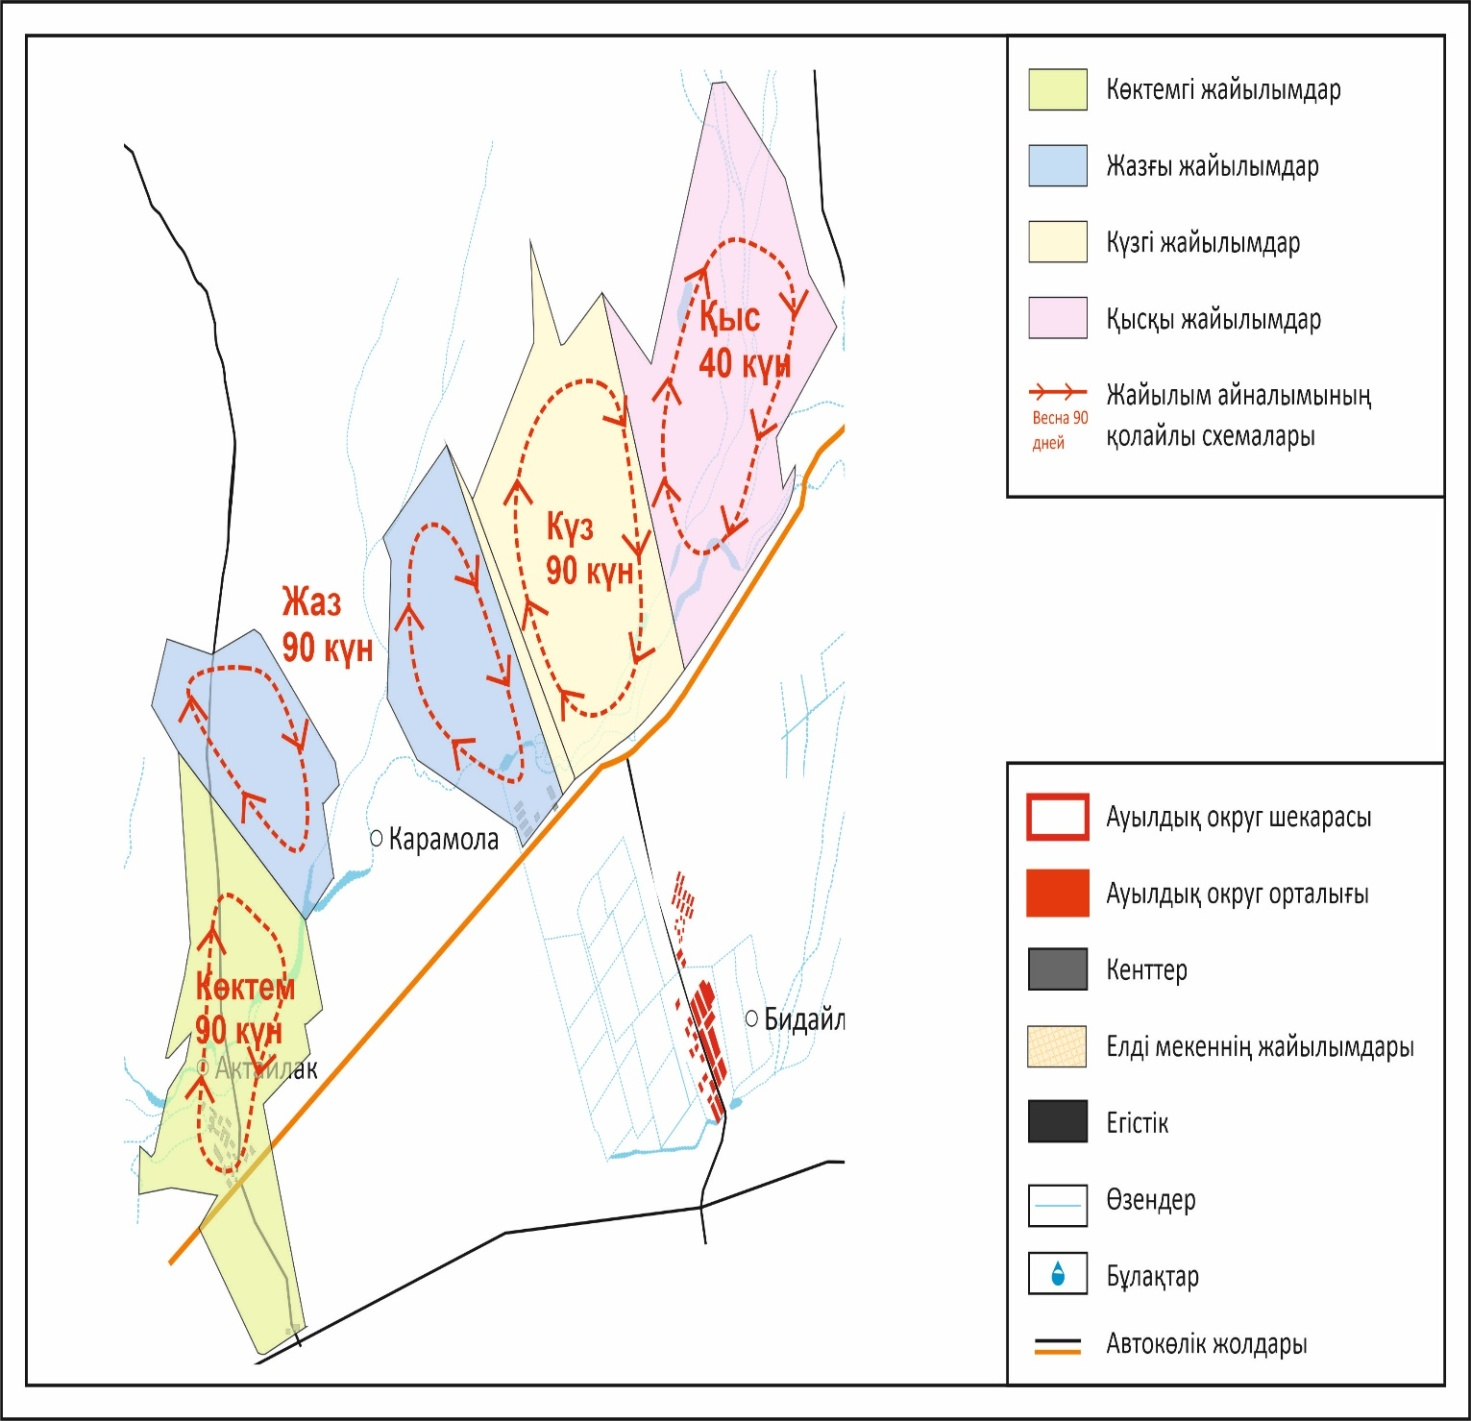 Көктемгі жайылымдар
Жазғы жайылымдар
Күзгі жайылымдар
Қысқы жайылымдар
Жайылым айналымының
қолайлы схемалары
Весна 90
дней
Қыс
40 күн
Күз
90 күн
Жаз
90 күн
Карамола
Көктем
90 күн
Актайлак
Бидайл
Ауылдық округ шекарасы
Ауылдық округ орталығы
Кенттер
Елді мекеннің жайылымдары
Егістік
Өзендер
Бұлақтар
Автокөлік жолдары